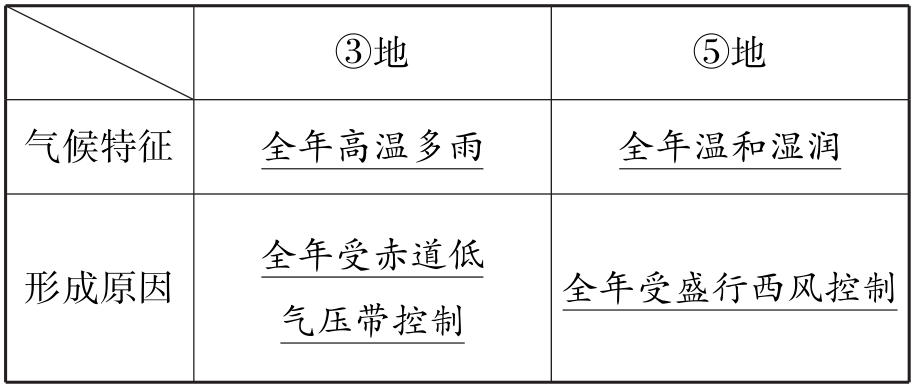 ③地 ⑤地
气候特征 全年高温多雨 全年温和湿润
形成原因 全年受赤道低 全年受盛行西风控制
气压带控制